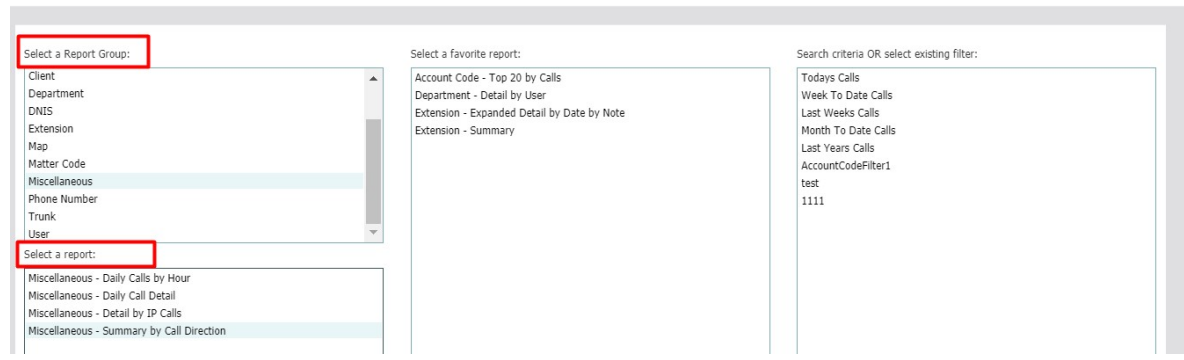 Select a Report Group:
Client
Department
DNIS
Extension
Map
Matter Code
Miscellaneous
Phone Number
Trunk
User
Select a report:
Miscellaneous - Daily Calls by Hour
Miscellaneous - Daily Call Detail
Miscellaneous - Detail by IP Calls
Miscellaneous - Summary by Call Direction
Select a favorite report:
Account Code - Top 20 by Calls
Department - Detail by User
Extension - Expanded Detail by Date by Note
Extension - Summary
Search criteria OR select existing filter:
Todays Calls
Week To Date Calls
Last Weeks Calls
Month To Date Calls
Last Years Calls
AccountCodeFilter1
test
1111